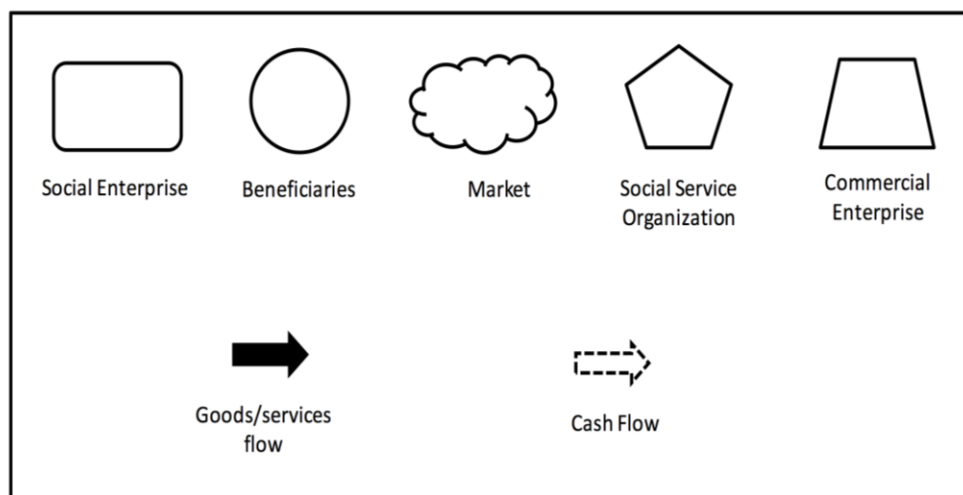 Social Enterprise
Beneficiaries
Market
Social Service
Organization
Commercial
Enterprise
Goods/services
flow
Cash Flow